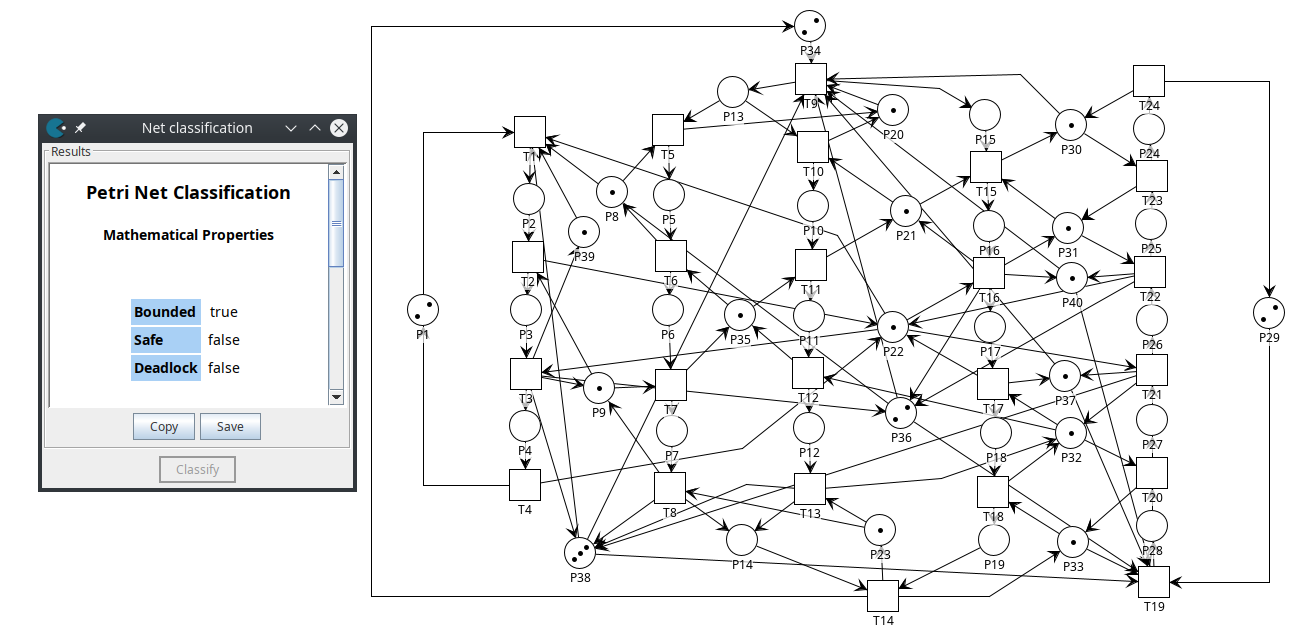 Net classification
Results
Petri Net Classification
Mathematical Properties
Bounded true
Safe false
Deadlock false
Copy Save
Classify
P34
T9
T24
P13
P20
P15
P30
P24
T1
T5
T10
T15
T23
P2
P8
P5
P10
P21
P16
P31
P25
P39
T2
T6
T11
T16
P40
T22
P1
P3
P6
P35
P11
P22
P17
P26
P29
T3
P9
T7
T12
T17
P37
T21
P36
P4
P7
P12
P18
P32
P27
T4
T8
T13
T18
T20
P38
P14
P23
P19
P33
P28
T14
T19